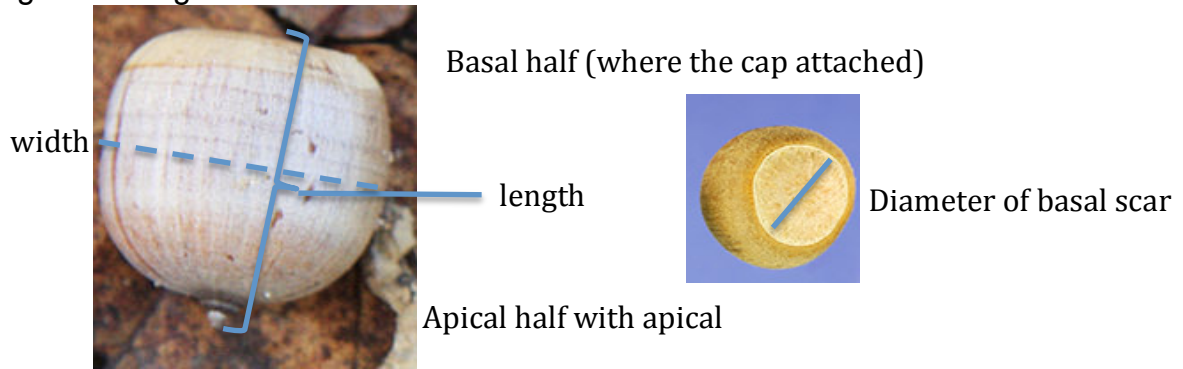 Basal half (where the cap attached)
width
length
Diameter of basal scar
Apical half with apical